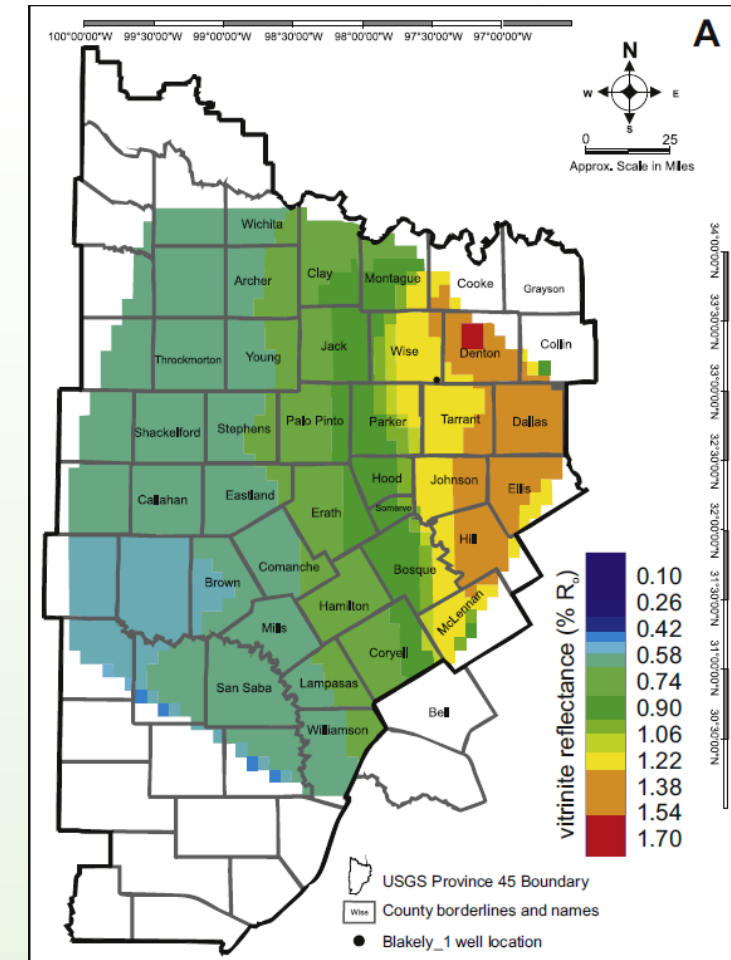 A
100°00'00"W 99°30'00"W 99°00'00"W 98°30'00"W 98°00'00"W 97°30'00"W 97°00'00"W
N
W E
S
0 25
Approx. Scale in Miles
34°00'00"N
33°30'00"N
33°00'00"N
32°30'00"N
32°00'00"N
31°30'00"N
31°00'00"N
30°30'00"N
Wichita
Archer Clay Montague Cooke Grayson
Throckmorton Young Jack Wise Denton Collin
Shackelford Stephens Palo Pinto Parker Tarrant Dallas
Callahan Eastland Erath Hood Johnson Ellis
Somervell
Brown Comanche Bosque Hill
Hamilton McLennan
Mills Coryell
San Saba Lampasas
Williamson Bell
vitrinite reflectance (% Ro)
0.10
0.26
0.42
0.58
0.74
0.90
1.06
1.22
1.38
1.54
1.70
USGS Province 45 Boundary
Wise County borderlines and names
Blakely_1 well location